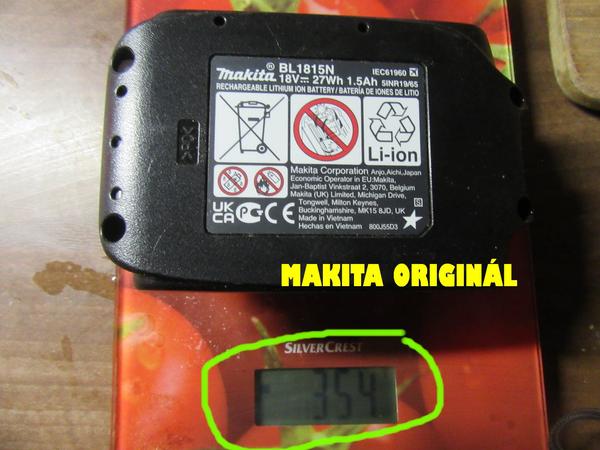 makita BL1815N IEC61960
18V 27Wh 1.5Ah 5INR19/65
RECHARGEABLE LITHIUM ION BATTERY/BATERÍA DE IONES DE LITIO
Li-ion
Makita Corporation Anjo,Aichi,Japan
Economic Operator in EU:Makita,
Jan-Baptist Vinkstraat 2, 3070, Belgium
Makita (UK) Limited, Michigan Drive,
Tongwell, Milton Keynes,
Buckinghamshire, MK15 8JD, UK
Made in Vietnam
Hechas en Vietnam 800J55D3
UK CA CE
S
MAKITA ORIGINÁL
SILVERCREST
354